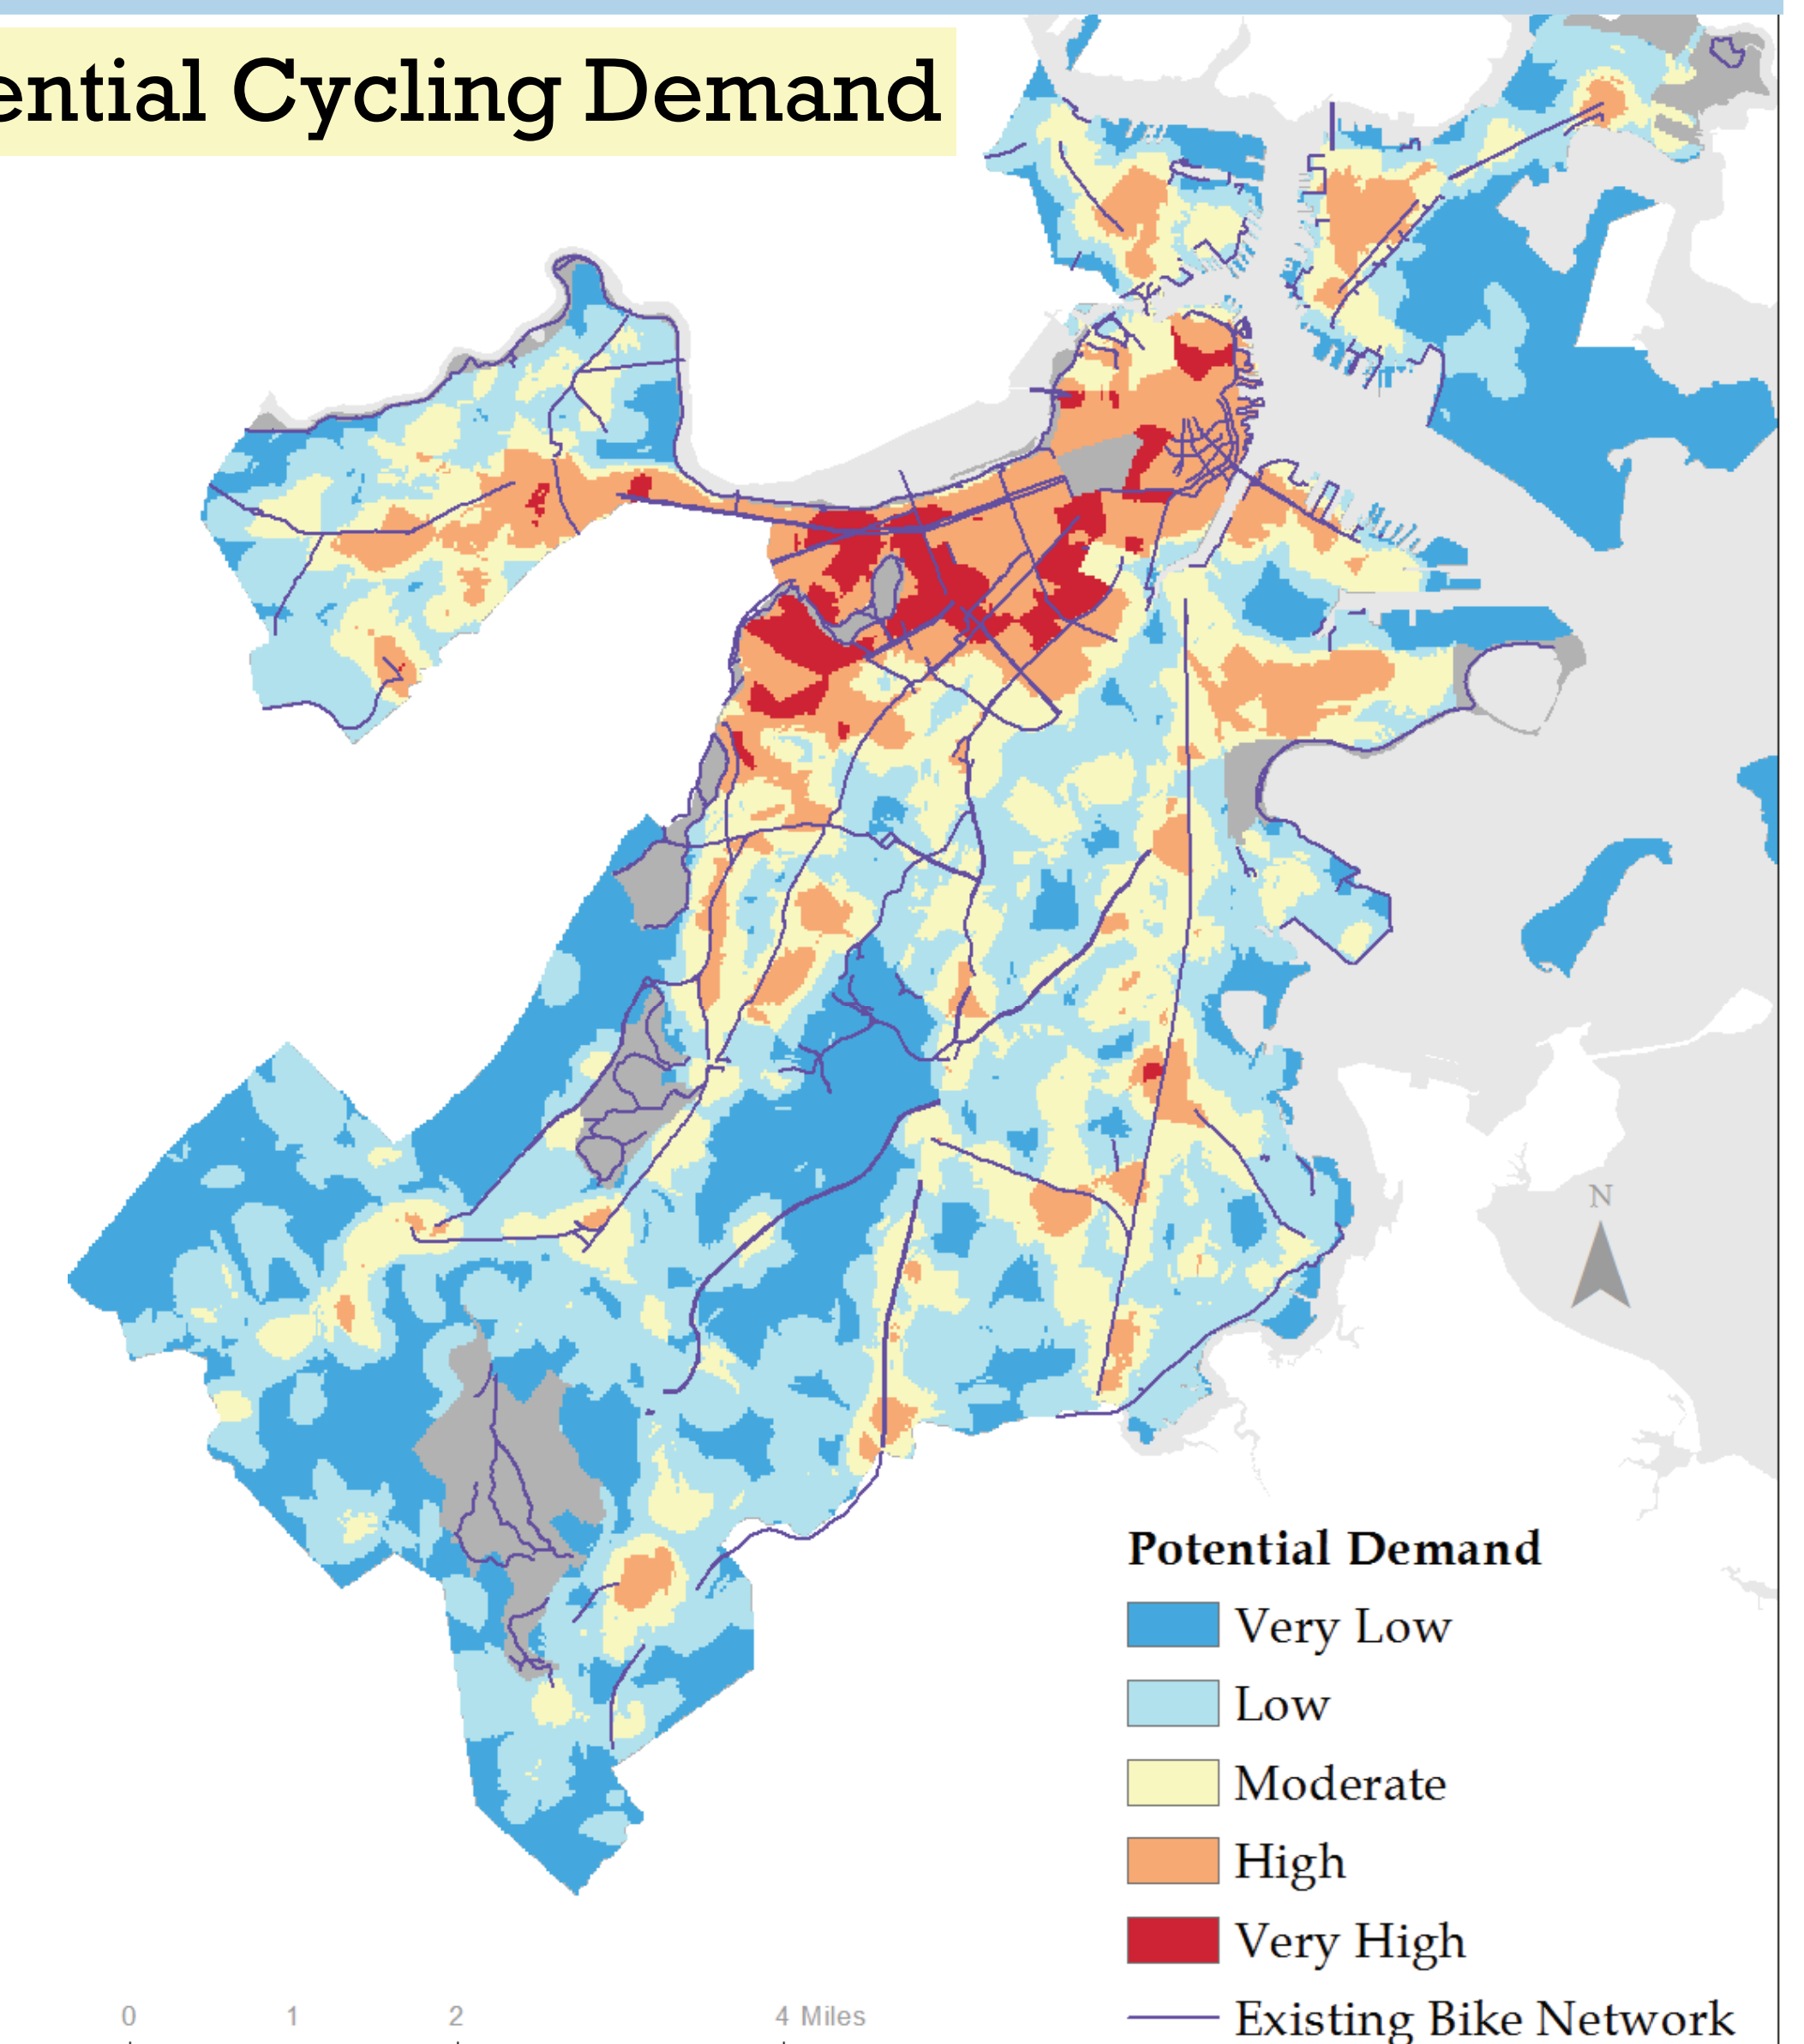 ential Cycling Demand
N
Potential Demand
Very Low
Low
Moderate
High
Very High
Existing Bike Network
0 1 2 4 Miles